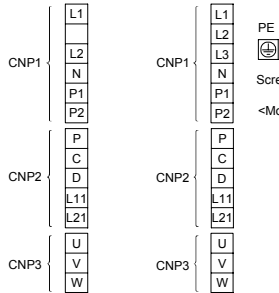 L1
L2
CNP1
N
P1
P2
P
C
CNP2
D
L11
L21
U
CNP3
V
W
L1
L2
L3
CNP1
N
P1
P2
P
C
CNP2
D
L11
L21
U
CNP3
V
W
PE
Scre
<Mo